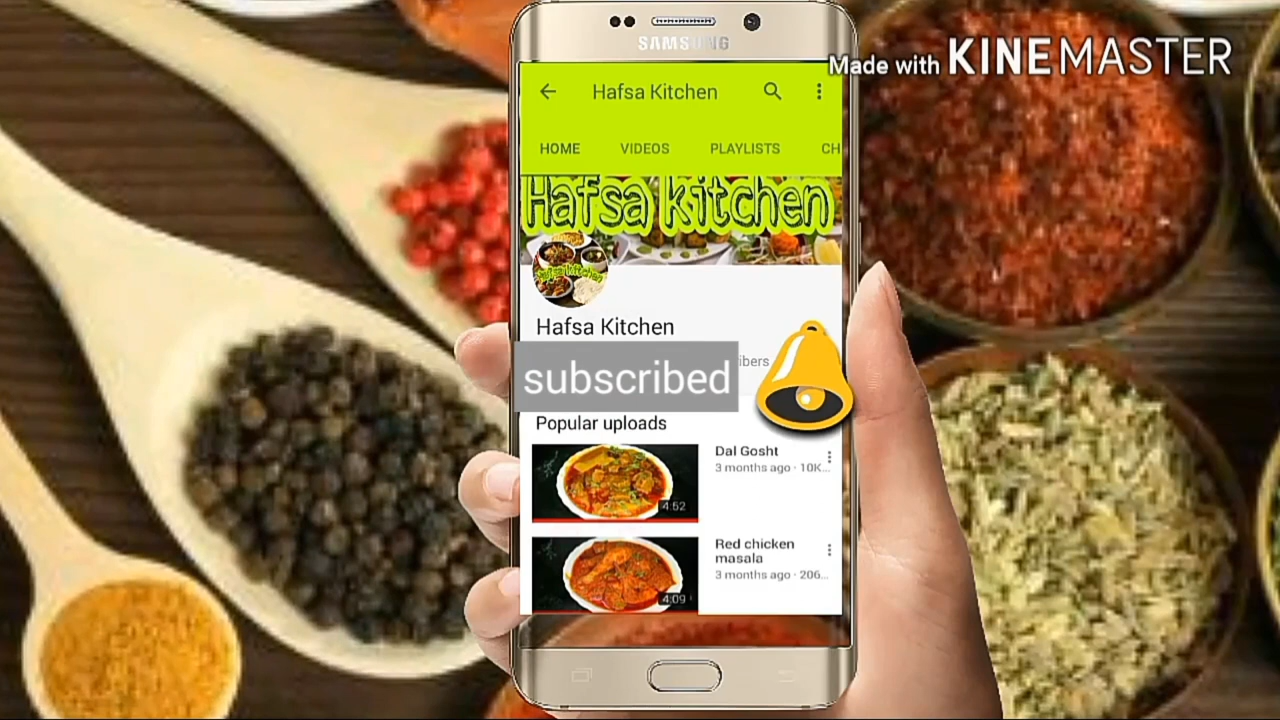 SAMSUNG
Made with KINEMASTER
Hafsa Kitchen
HOME VIDEOS PLAYLISTS CH
Hafsa kitchen
Hafsa Kitchen
subscribed
Popular uploads
Dal Gosht
3 months ago · 10K...
4:52
Red chicken
masala
3 months ago · 206...
4:09